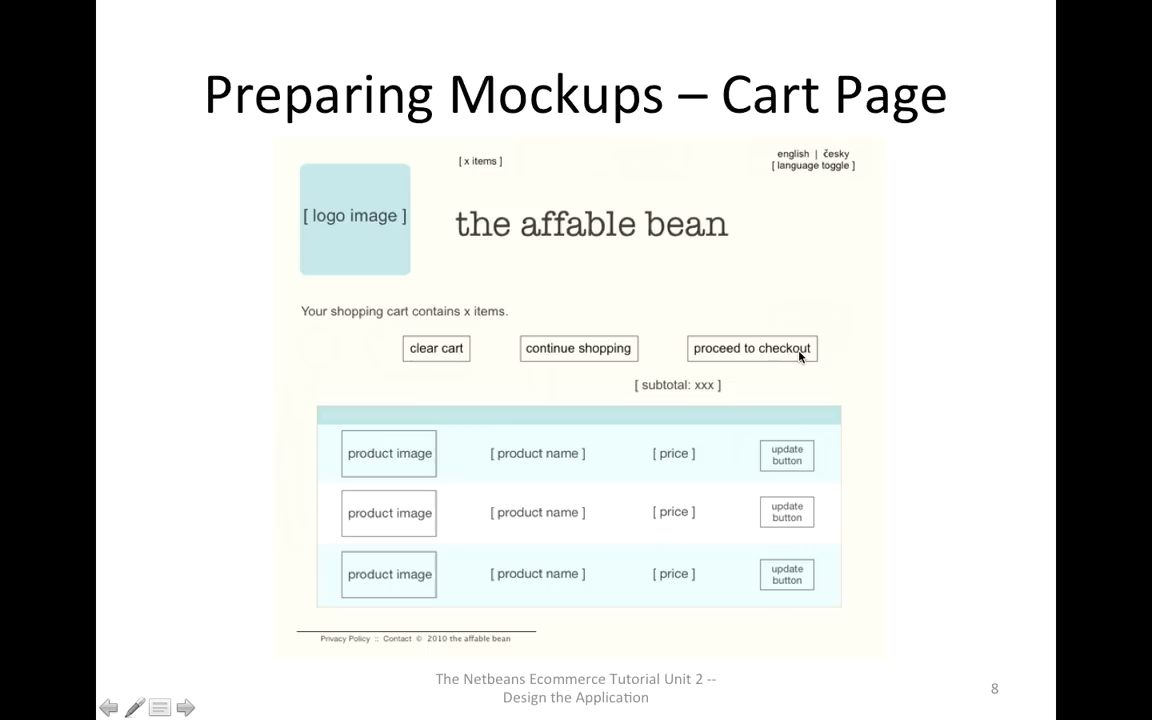 Preparing Mockups – Cart Page
[ x items ]
english | česky
[ language toggle ]
[ logo image ]
the affable bean
Your shopping cart contains x items.
clear cart
continue shopping
proceed to checkout
[ subtotal: xxx ]
product image
[ product name ]
[ price ]
update
button
product image
[ product name ]
[ price ]
update
button
product image
[ product name ]
[ price ]
update
button
Privacy Policy :: Contact © 2010 the affable bean
The Netbeans Ecommerce Tutorial Unit 2 --
Design the Application
8